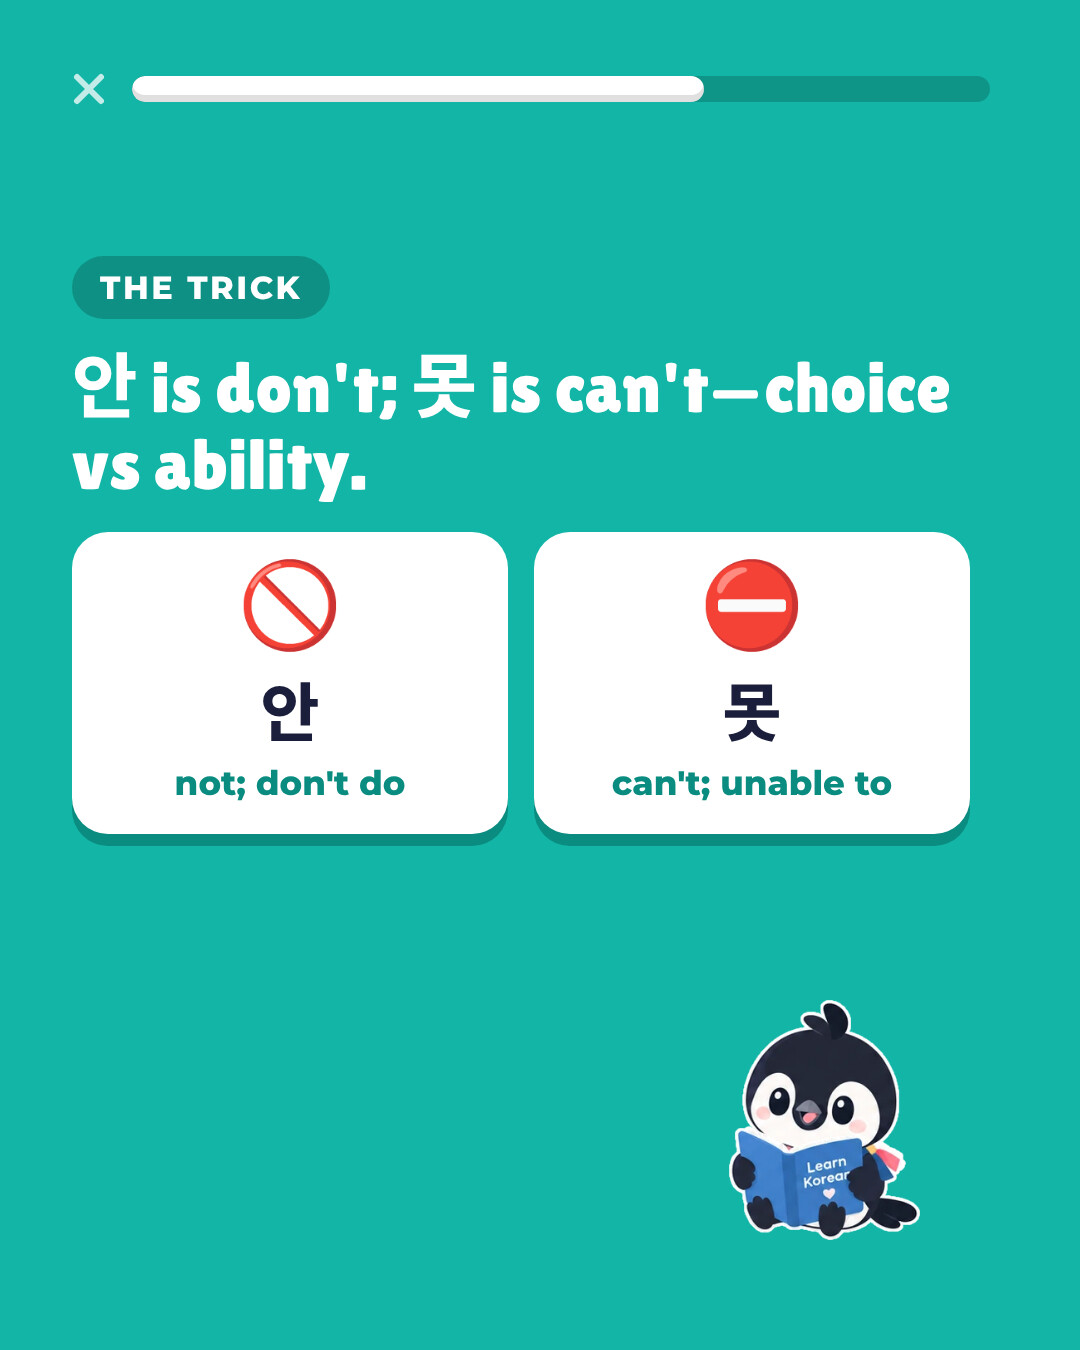 THE TRICK
안 is don't; 못 is can't—choice
vs ability.
안
not; don't do
못
can't; unable to
Learn
Korean